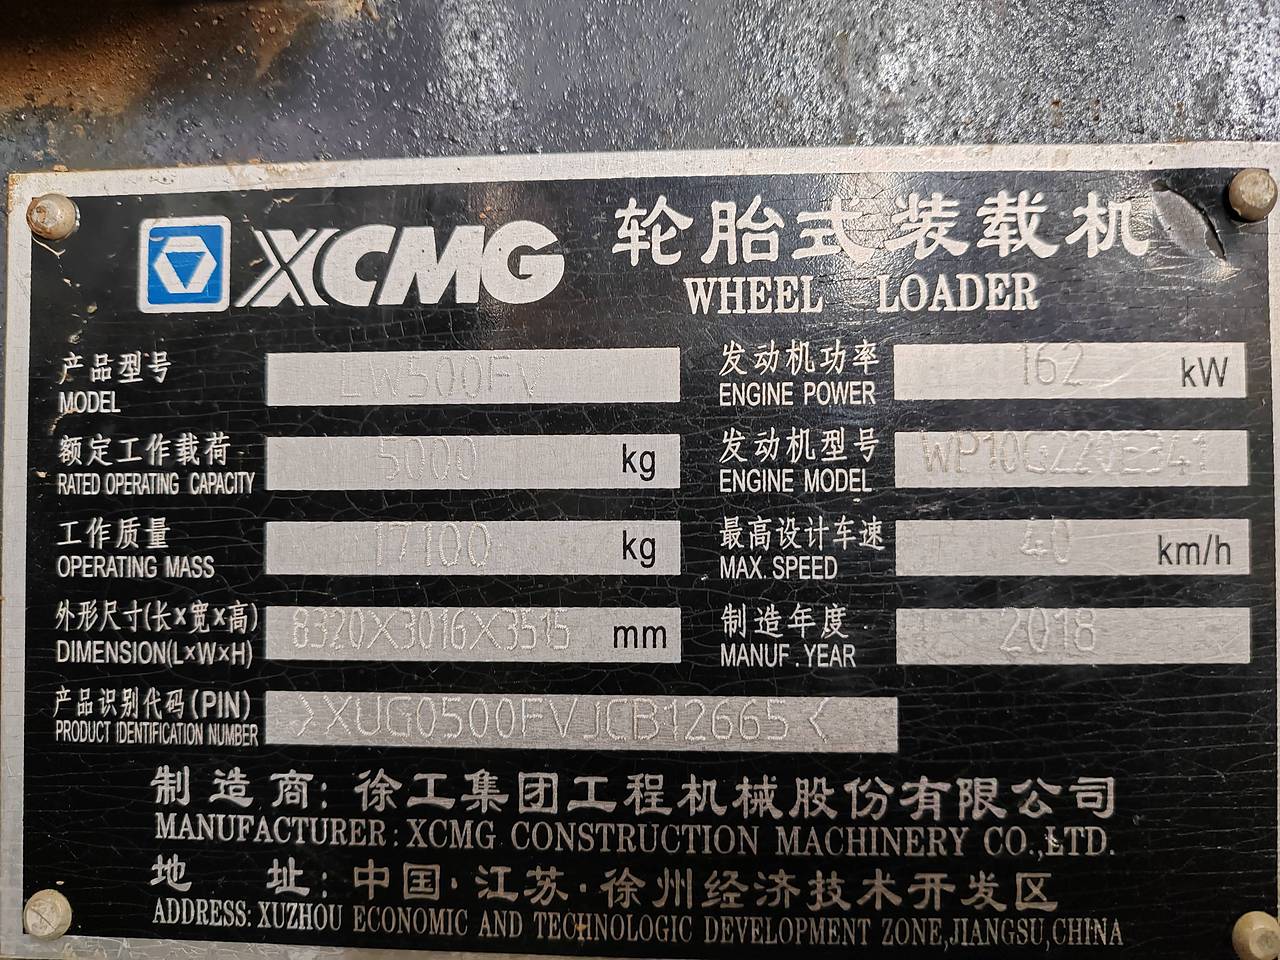 XCMG 轮胎式装载机
WHEEL LOADER
产品型号 LW500FV
MODEL
发动机功率 162 kW
ENGINE POWER
额定工作载荷 5000 kg
RATED OPERATING CAPACITY
发动机型号 WP10G220E341
ENGINE MODEL
工作质量 17100 kg
OPERATING MASS
最高设计车速 40 km/h
MAX. SPEED
外形尺寸(长×宽×高) 8320×3016×3515 mm
DIMENSION(L×W×H)
制造年度 2018
MANUF.YEAR
产品识别代码(PIN) >XUG0500FVJCB12665<
PRODUCT IDENTIFICATION NUMBER
制造商: 徐工集团工程机械股份有限公司
MANUFACTURER: XCMG CONSTRUCTION MACHINERY CO.,LTD.
地 址: 中国·江苏·徐州经济技术开发区
ADDRESS: XUZHOU ECONOMIC AND TECHNOLOGIC DEVELOPMENT ZONE,JIANGSU,CHINA